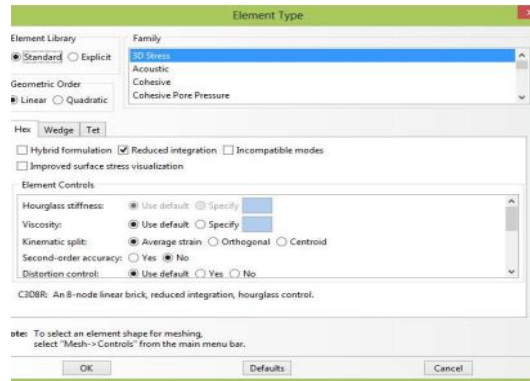 Element Type
Element Library
Standard Explicit
Family
3D Stress
Acoustic
Cohesive
Cohesive Pore Pressure
Geometric Order
Linear Quadratic
Hex Wedge Tet
Hybrid formulation Reduced integration Incompatible modes
Improved surface stress visualization
Element Controls
Hourglass stiffness: Use default Specify
Viscosity: Use default Specify
Kinematic split: Average strain Orthogonal Centroid
Second-order accuracy: Yes No
Distortion control: Use default Yes No
C3D8R: An 8-node linear brick, reduced integration, hourglass control.
ote: To select an element shape for meshing,
select "Mesh->Controls" from the main menu bar.
OK Defaults Cancel